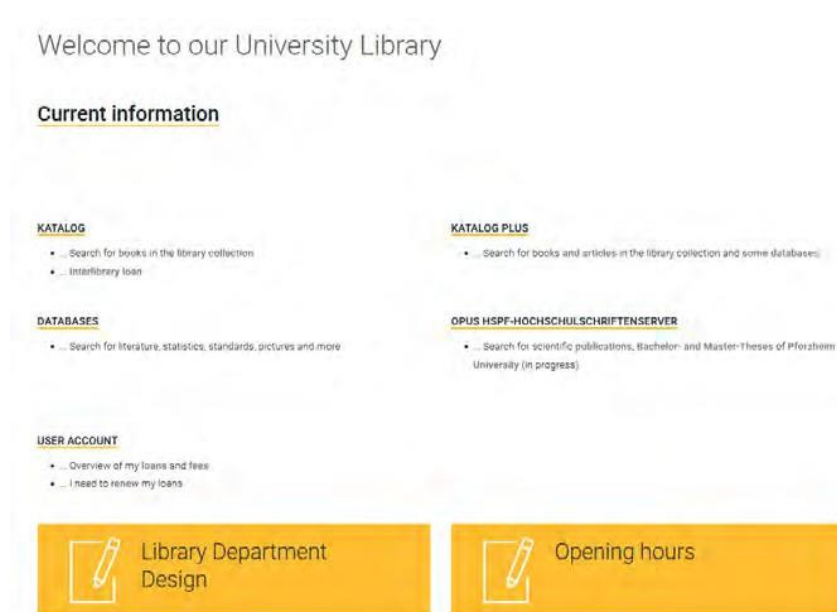 Welcome to our University Library
Current information
KATALOG
• ... Search for books in the library collection
• ... Interlibrary loan
KATALOG PLUS
• ... Search for books and articles in the library collection and some databases
DATABASES
• ... Search for literature, statistics, standards, pictures and more
OPUS HSPF-HOCHSCHULSCHRIFTENSERVER
• ... Search for scientific publications, Bachelor- and Master-Theses of Pforzheim
University (in progress)
USER ACCOUNT
• ... Overview of my loans and fees
• ... I need to renew my loans
Library Department
Design
Opening hours